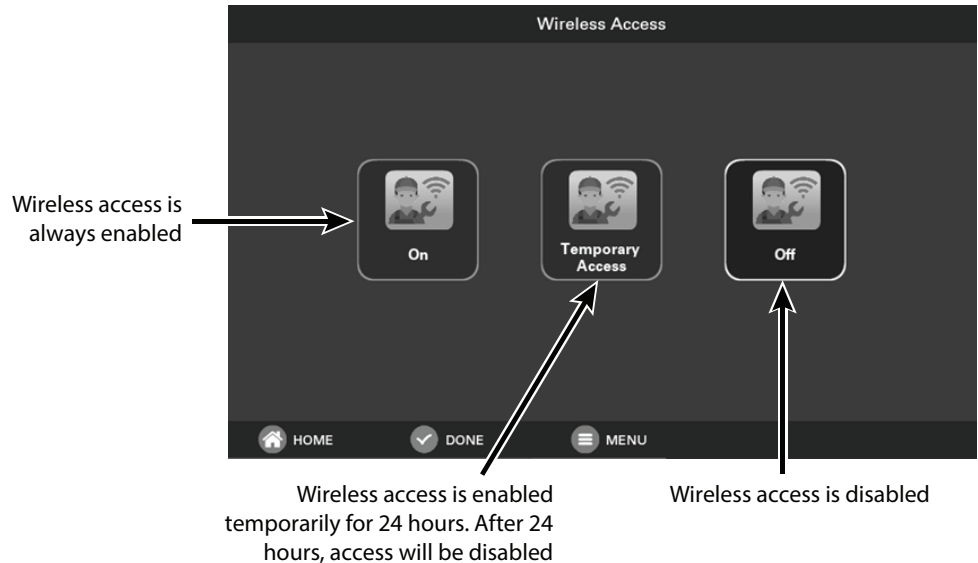 Wireless Access
Wireless access is
always enabled
On
Temporary
Access
Off
HOME
DONE
MENU
Wireless access is enabled
temporarily for 24 hours. After 24
hours, access will be disabled
Wireless access is disabled